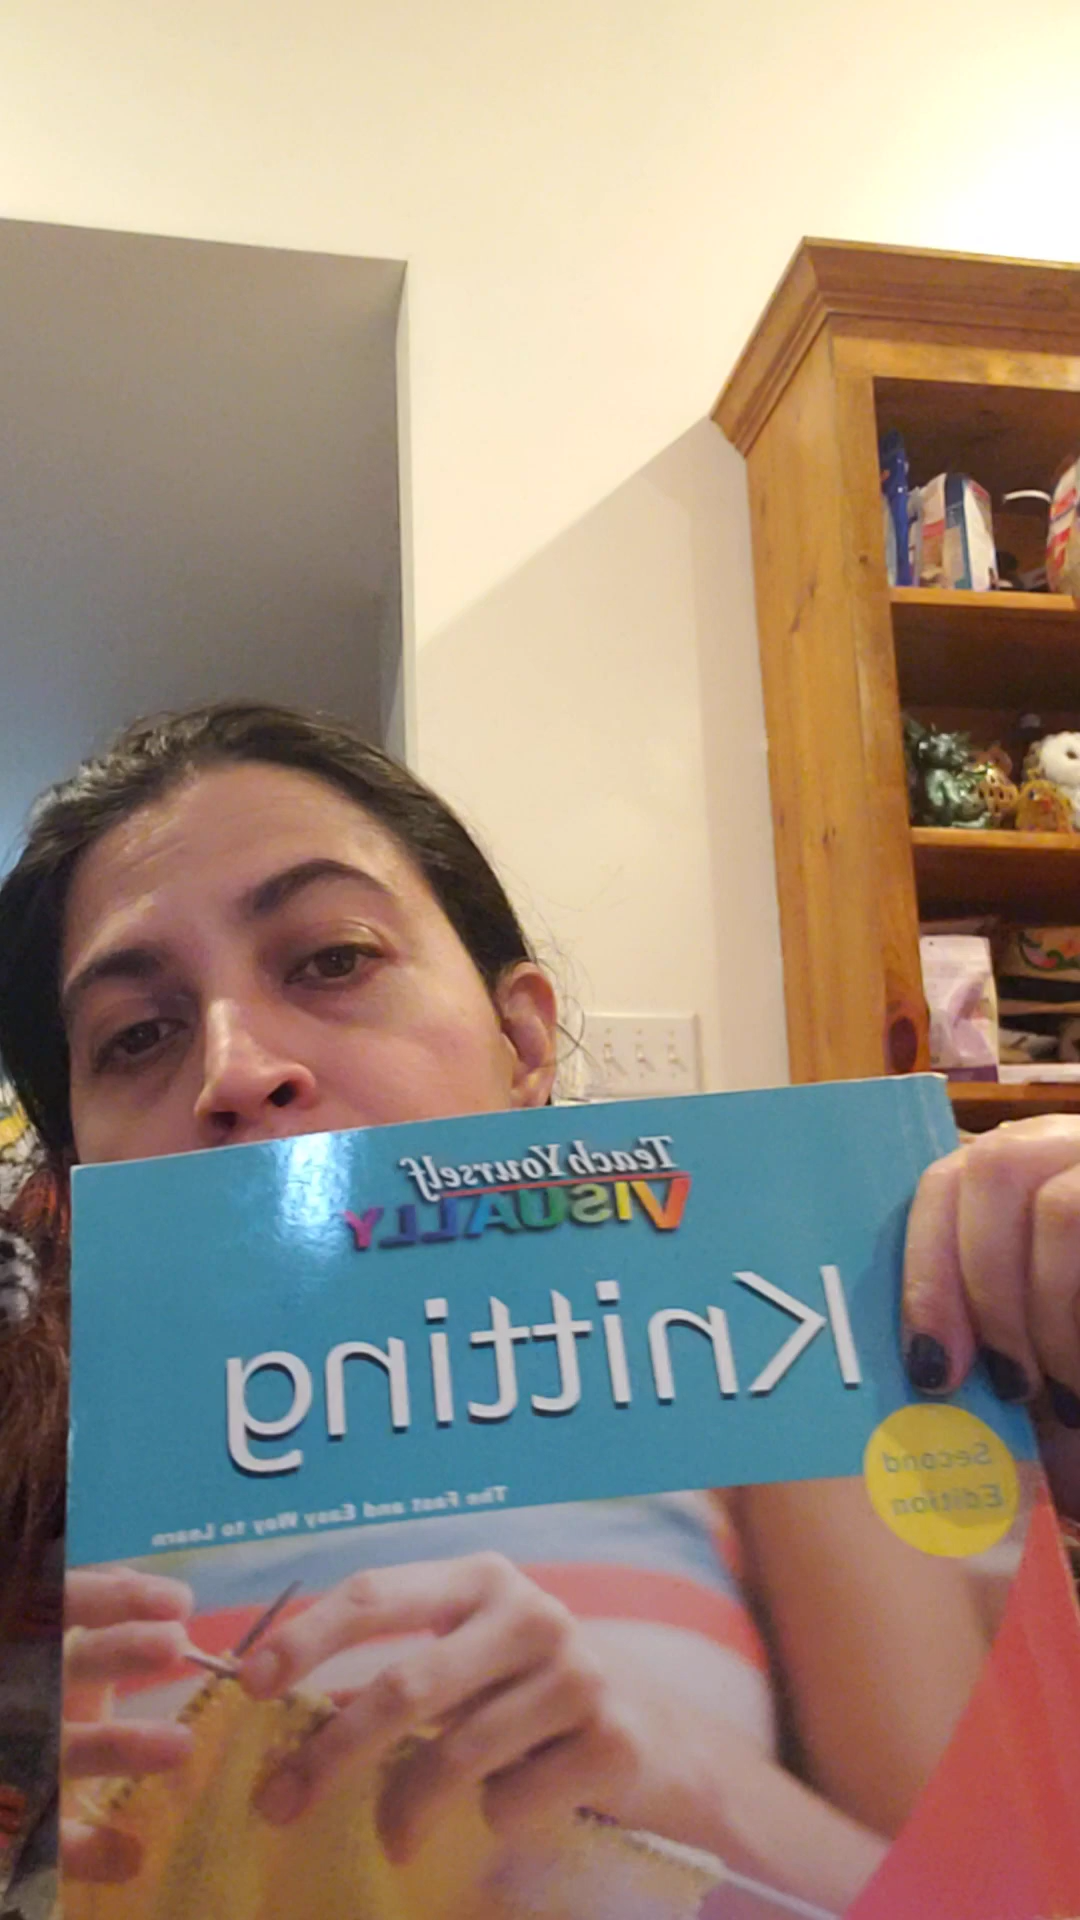 Teach Yourself
VISUALLY
Knitting
Second
Edition
The Fast and Easy Way to Learn